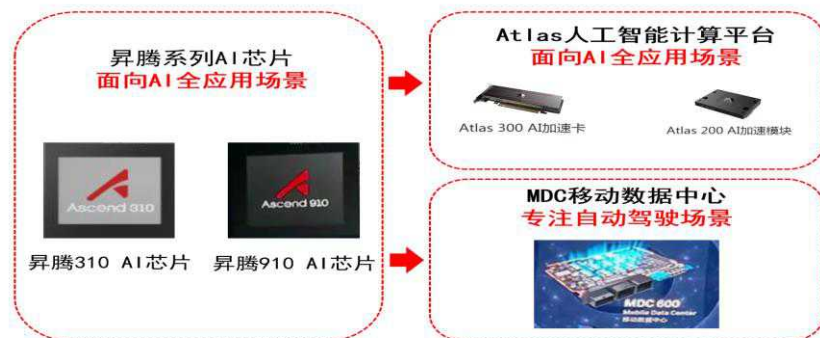 昇腾系列AI芯片
面向AI全应用场景
Ascend 310
Ascend 910
昇腾310 AI芯片
昇腾910 AI芯片
Atlas人工智能计算平台
面向AI全应用场景
Atlas 300 AI加速卡
Atlas 200 AI加速模块
MDC移动数据中心
专注自动驾驶场景
MDC 600
Mobile Data Center
移动数据中心